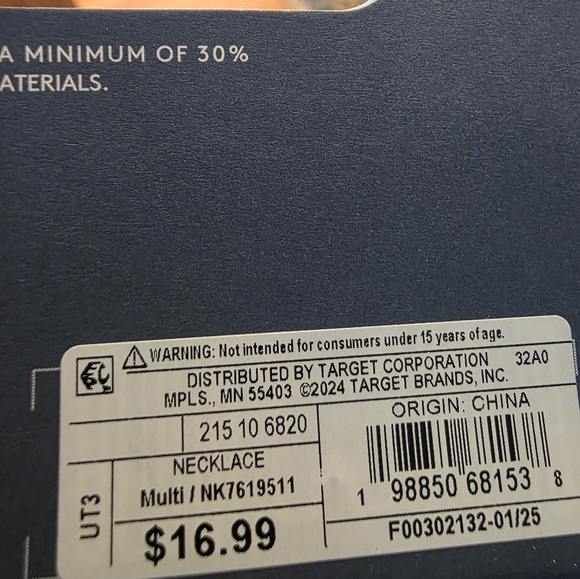 A MINIMUM OF 30%
ATERIALS.
WARNING: Not intended for consumers under 15 years of age.
DISTRIBUTED BY TARGET CORPORATION 32A0
MPLS., MN 55403 ©2024 TARGET BRANDS, INC.
215 10 6820
NECKLACE
Multi / NK7619511
UT3
$16.99
ORIGIN: CHINA
1 98850 68153 8
F00302132-01/25